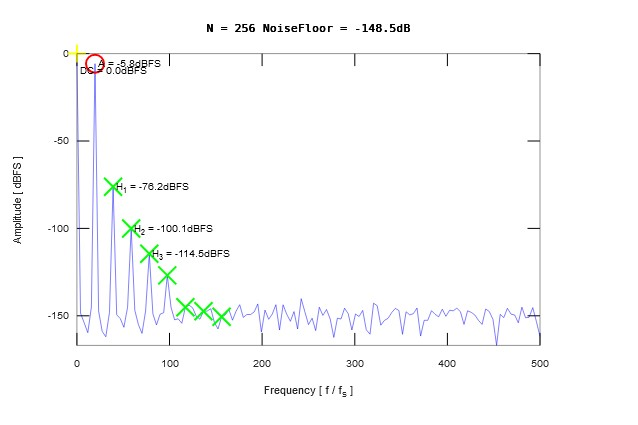 N = 256 NoiseFloor = -148.5dB
0
A = -5.8dBFS
DC = 0.0dBFS
-50
H1 = -76.2dBFS
-100
H2 = -100.1dBFS
H3 = -114.5dBFS
-150
Amplitude [ dBFS ]
0 100 200 300 400 500
Frequency [ f / fs ]